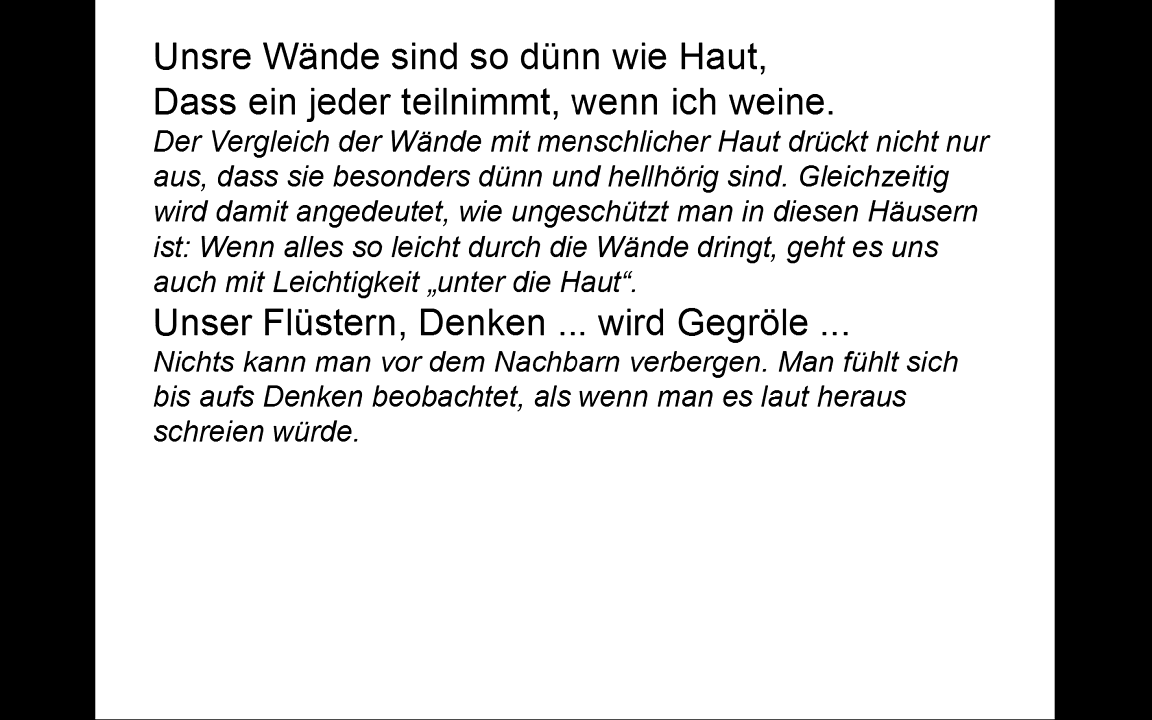 Unsre Wände sind so dünn wie Haut,
Dass ein jeder teilnimmt, wenn ich weine.
Der Vergleich der Wände mit menschlicher Haut drückt nicht nur
aus, dass sie besonders dünn und hellhörig sind. Gleichzeitig
wird damit angedeutet, wie ungeschützt man in diesen Häusern
ist: Wenn alles so leicht durch die Wände dringt, geht es uns
auch mit Leichtigkeit „unter die Haut“.
Unser Flüstern, Denken ... wird Gegröle ...
Nichts kann man vor dem Nachbarn verbergen. Man fühlt sich
bis aufs Denken beobachtet, als wenn man es laut heraus
schreien würde.